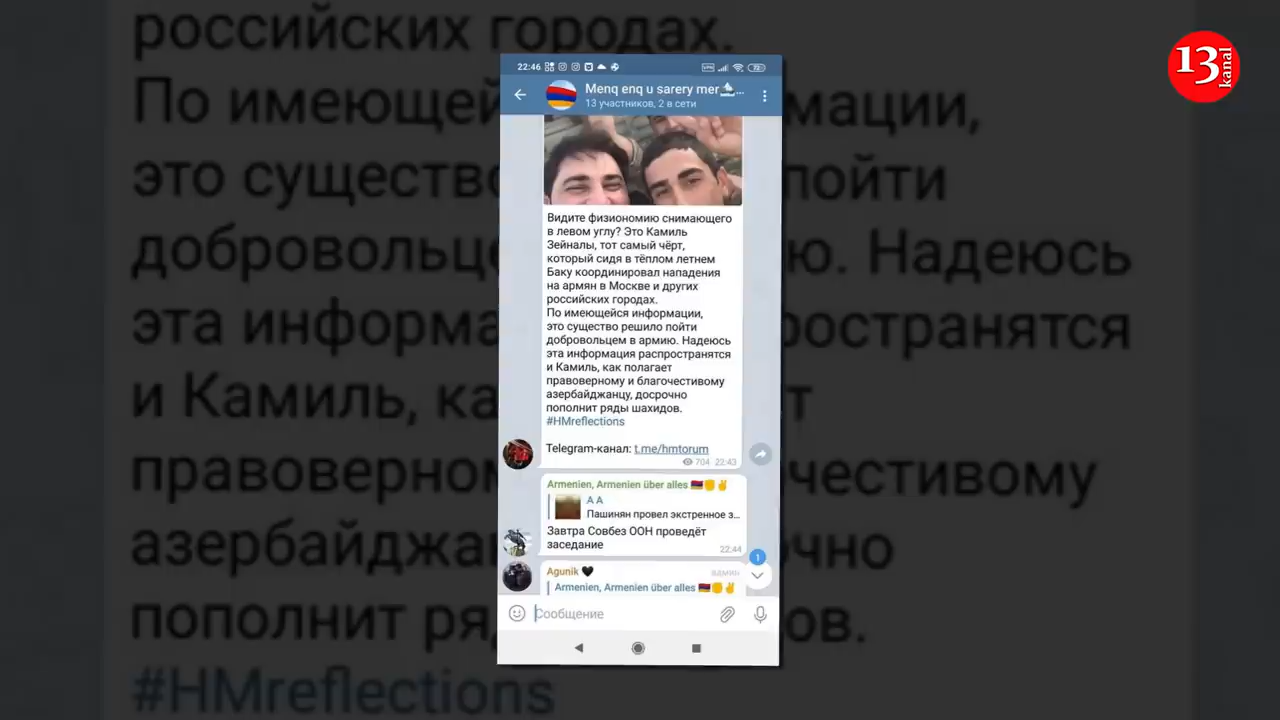 российских городах.
По имеющей мации,
это существо пойти
добровольц ю. Надеюсь
эта информа ространятся
и Камиль, ка т
правоверном честивому
азербайджа очно
пополнит ря ов.
#HMreflections
13 kanal
22:46
72
Menq enq u sarery mer...
13 участников, 2 в сети
Видите физиономию снимающего
в левом углу? Это Камиль
Зейналы, тот самый чёрт,
который сидя в тёплом летнем
Баку координировал нападения
на армян в Москве и других
российских городах.
По имеющейся информации,
это существо решило пойти
добровольцем в армию. Надеюсь
эта информация распространятся
и Камиль, как полагает
правоверному и благочестивому
азербайджанцу, досрочно
пополнит ряды шахидов.
#HMreflections
Telegram-канал: t.me/hmtorum
704 22:43
Armenien, Armenien über alles 🇦🇲✊✌
A A
Пашинян провел экстренное з...
Завтра Совбез ООН проведёт
заседание
22:44
1
Agunik 🖤 админ
Armenien, Armenien über alles 🇦🇲✊✌
Сообщение